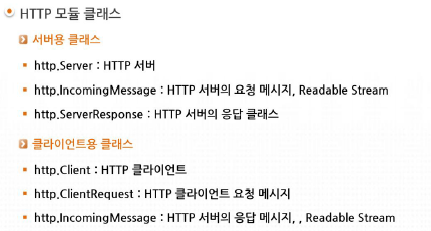 HTTP 모듈 클래스
서버용 클래스
http.Server : HTTP 서버
http.IncomingMessage : HTTP 서버의 요청 메시지, Readable Stream
http.ServerResponse : HTTP 서버의 응답 클래스
클라이언트용 클래스
http.Client : HTTP 클라이언트
http.ClientRequest : HTTP 클라이언트 요청 메시지
http.IncomingMessage : HTTP 서버의 응답 메시지, , Readable Stream